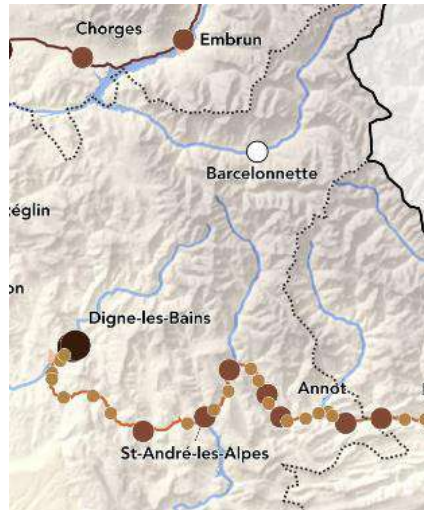 Chorges
Embrun
Barcelonnette
églin
on
Digne-les-Bains
Annot
St-André-les-Alpes